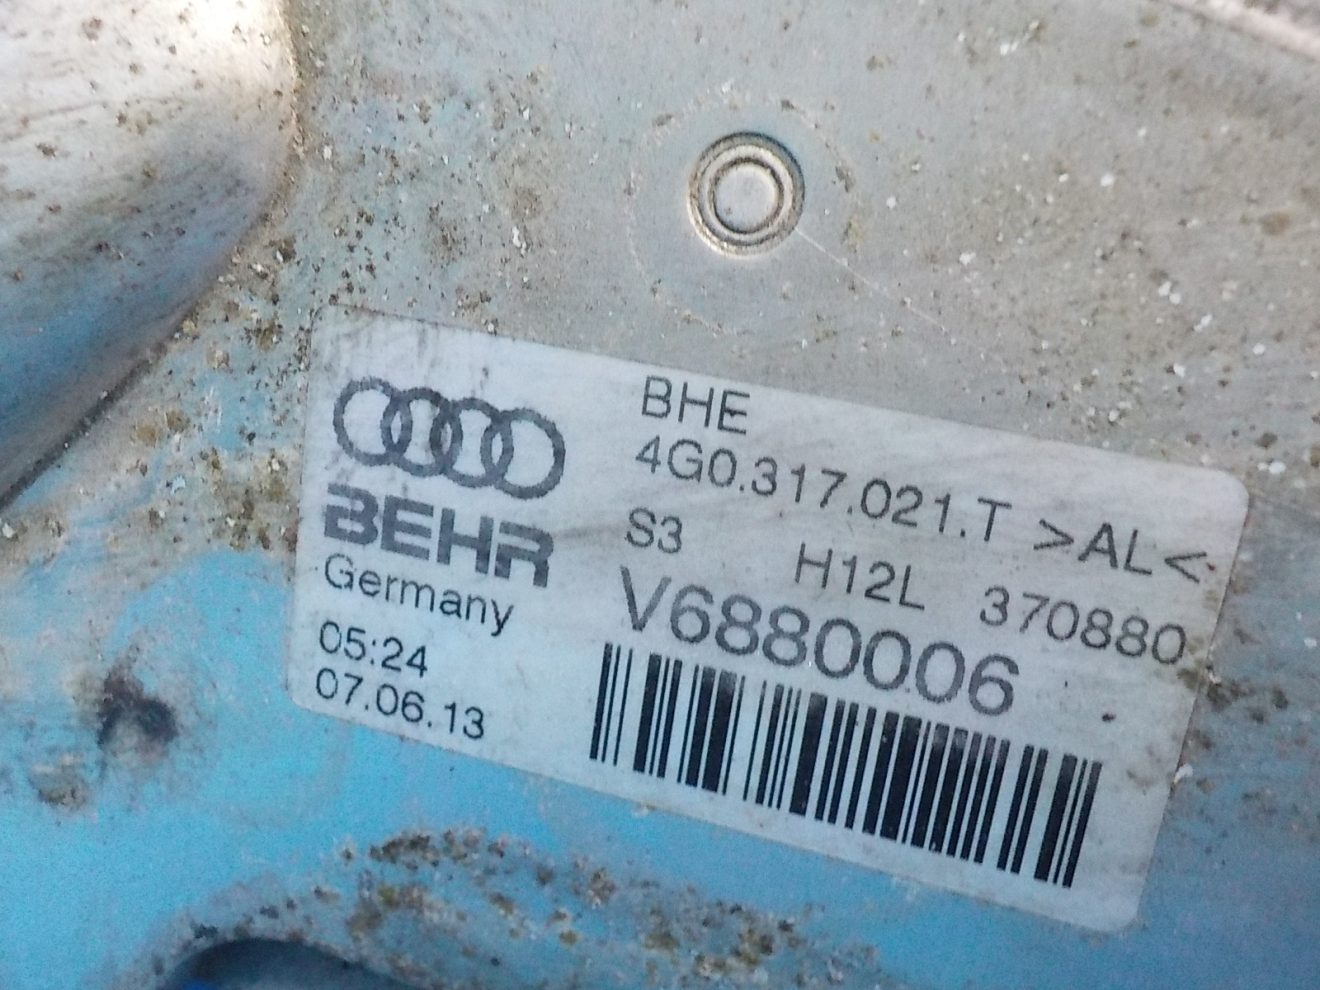 BHE
4G0.317.021.T >AL<
S3 H12L 370880
V6880006
BEHR
Germany
05:24
07.06.13